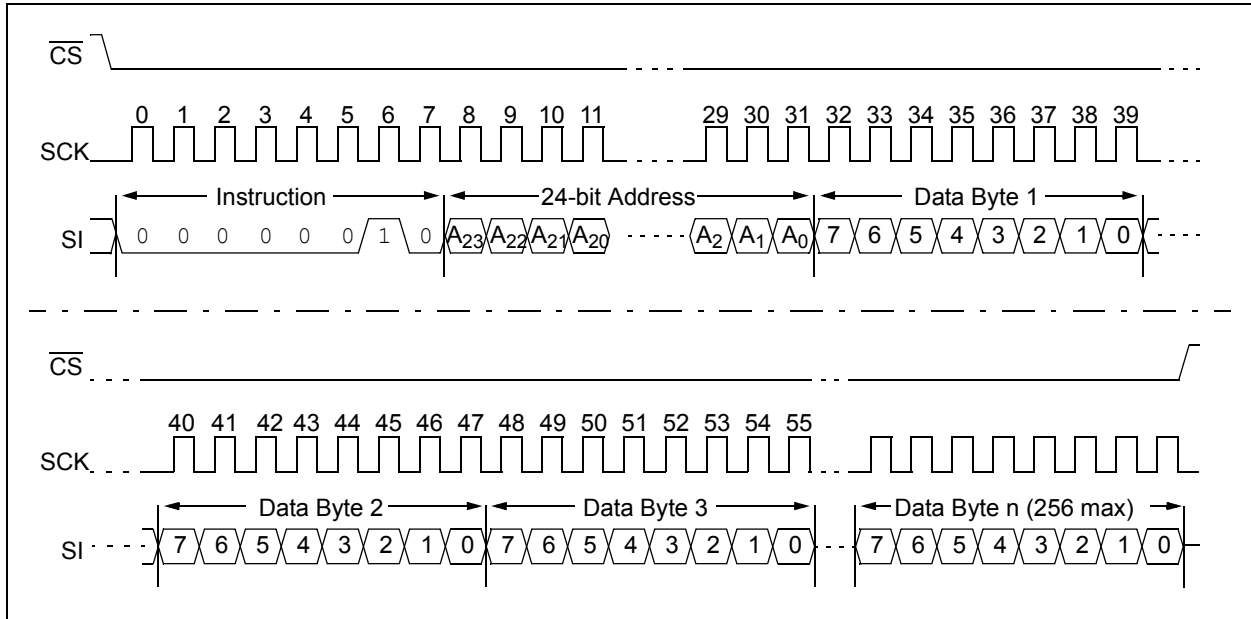 CS
0 1 2 3 4 5 6 7 8 9 10 11 29 30 31 32 33 34 35 36 37 38 39
SCK
Instruction 24-bit Address Data Byte 1
SI 0 0 0 0 0 0 1 0 A23 A22 A21 A20 A2 A1 A0 7 6 5 4 3 2 1 0
CS
40 41 42 43 44 45 46 47 48 49 50 51 52 53 54 55
SCK
Data Byte 2 Data Byte 3 Data Byte n (256 max)
SI 7 6 5 4 3 2 1 0 7 6 5 4 3 2 1 0 7 6 5 4 3 2 1 0